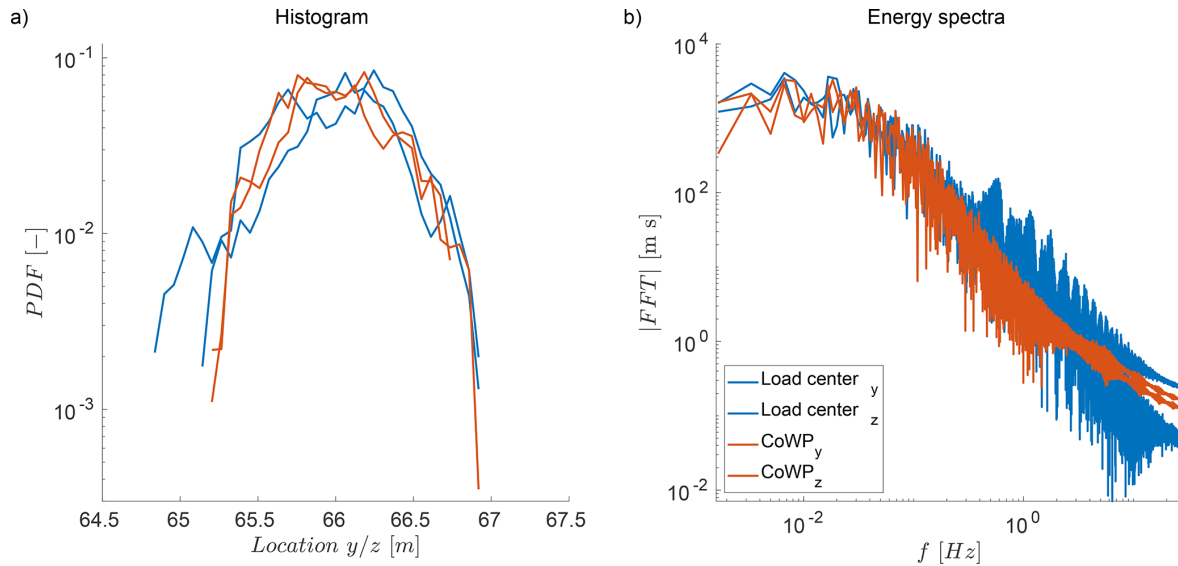 a) Histogram
10^-1
10^-2
10^-3
PDF [−]
64.5 65 65.5 66 66.5 67 67.5
Location y/z [m]
b) Energy spectra
10^4
10^2
10^0
10^-2
|FFT| [m s]
Load center y
Load center z
CoWP y
CoWP z
10^-2 10^0
f [Hz]